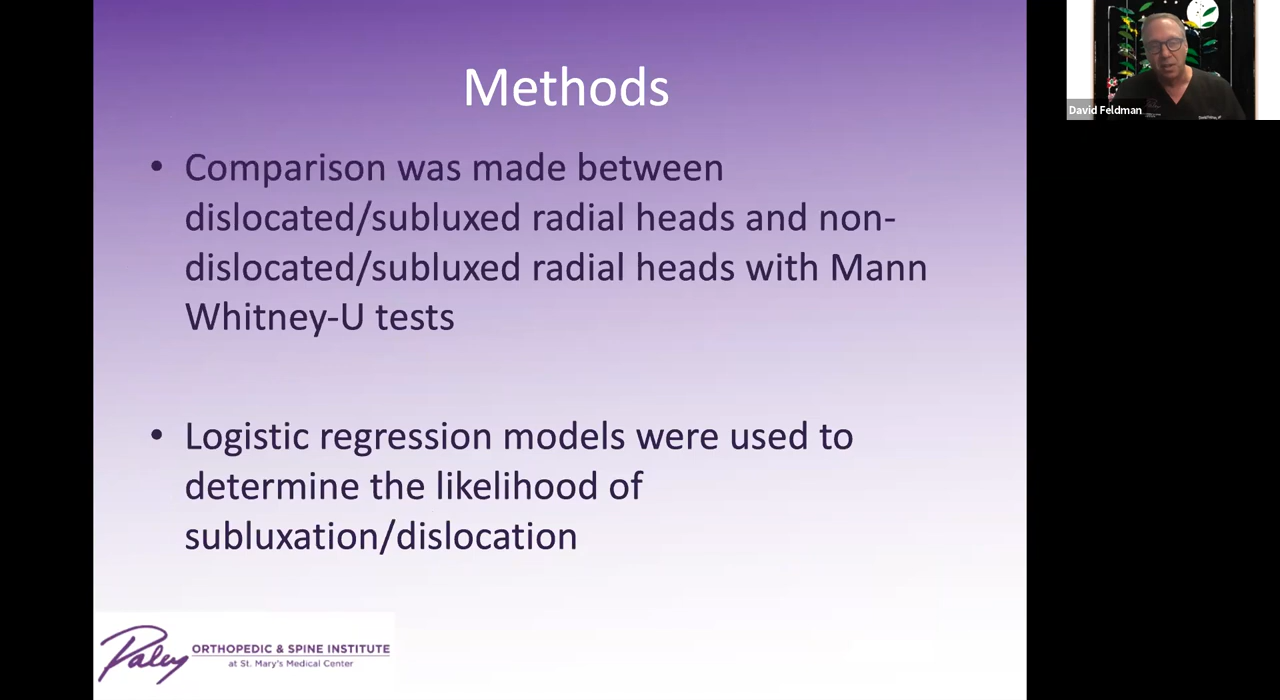 Methods
• Comparison was made between
dislocated/subluxed radial heads and non-
dislocated/subluxed radial heads with Mann
Whitney-U tests
• Logistic regression models were used to
determine the likelihood of
subluxation/dislocation
Paley
ORTHOPEDIC & SPINE INSTITUTE
at St. Mary's Medical Center
David Feldman